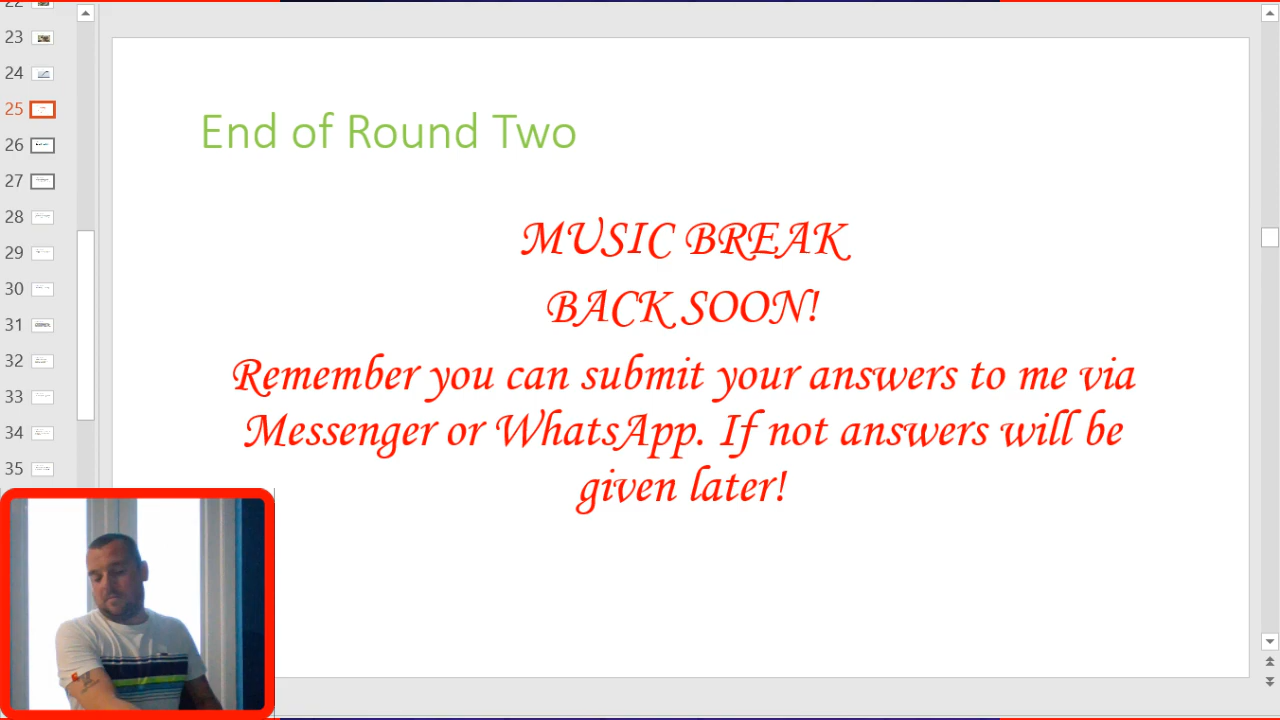 22
23
24
25
26
27
28
29
30
31
32
33
34
35
End of Round Two
MUSIC BREAK
BACK SOON!
Remember you can submit your answers to me via
Messenger or WhatsApp. If not answers will be
given later!